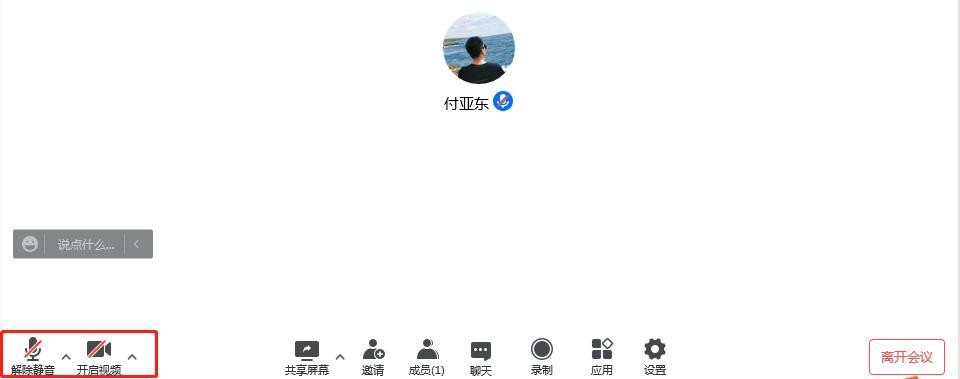 付亚东
说点什么...
解除静音 开启视频 共享屏幕 邀请 成员(1) 聊天 录制 应用 设置 离开会议